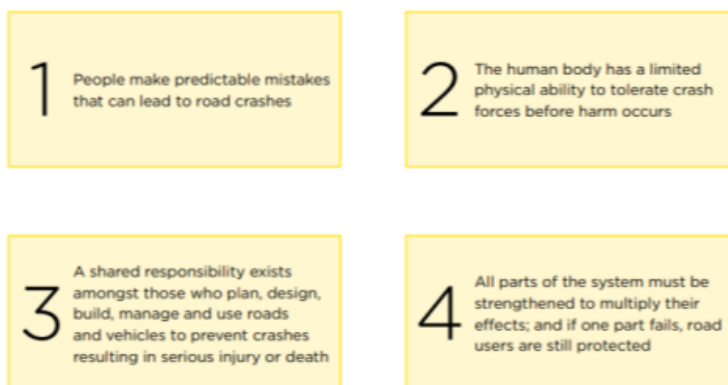 1
People make predictable mistakes
that can lead to road crashes
2
The human body has a limited
physical ability to tolerate crash
forces before harm occurs
3
A shared responsibility exists
amongst those who plan, design,
build, manage and use roads
and vehicles to prevent crashes
resulting in serious injury or death
4
All parts of the system must be
strengthened to multiply their
effects; and if one part fails, road
users are still protected